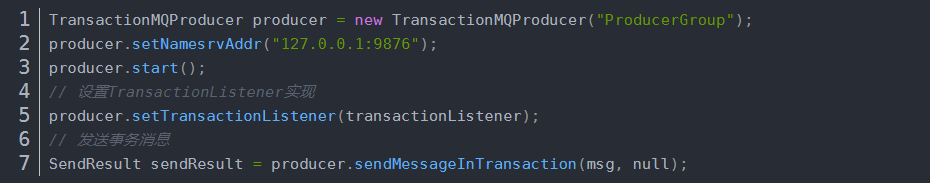 1 TransactionMQProducer producer = new TransactionMQProducer("ProducerGroup");
2 producer.setNamesrvAddr("127.0.0.1:9876");
3 producer.start();
4 // 设置TransactionListener实现
5 producer.setTransactionListener(transactionListener);
6 // 发送事务消息
7 SendResult sendResult = producer.sendMessageInTransaction(msg, null);